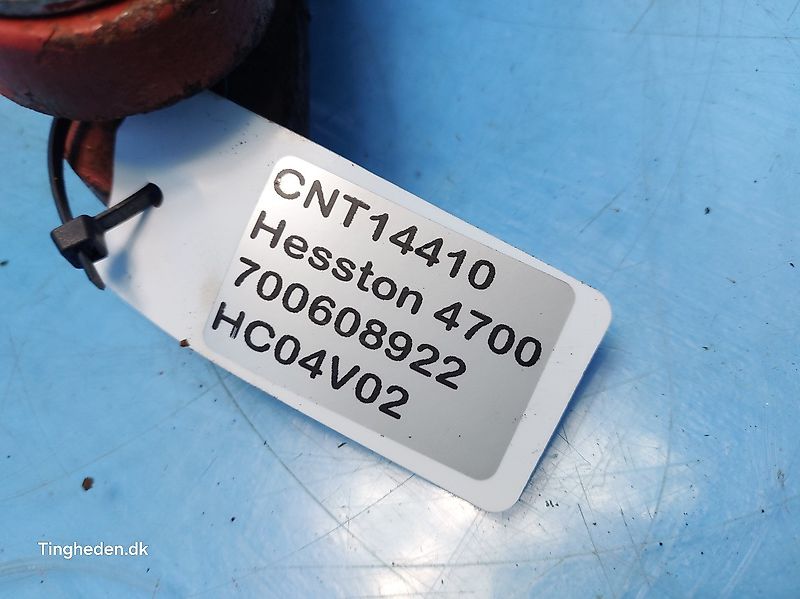 CNT14410
Hesston 4700
700608922
HC04V02
Tingheden.dk